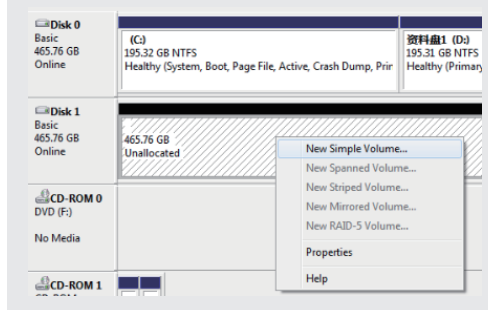 Disk 0
Basic
465.76 GB
Online
(C:)
195.32 GB NTFS
Healthy (System, Boot, Page File, Active, Crash Dump, Prir
资料盘1 (D:)
195.31 GB NTFS
Healthy (Primary
Disk 1
Basic
465.76 GB
Online
465.76 GB
Unallocated
New Simple Volume...
New Spanned Volume...
New Striped Volume...
New Mirrored Volume...
New RAID-5 Volume...
Properties
Help
CD-ROM 0
DVD (F:)
No Media
CD-ROM 1